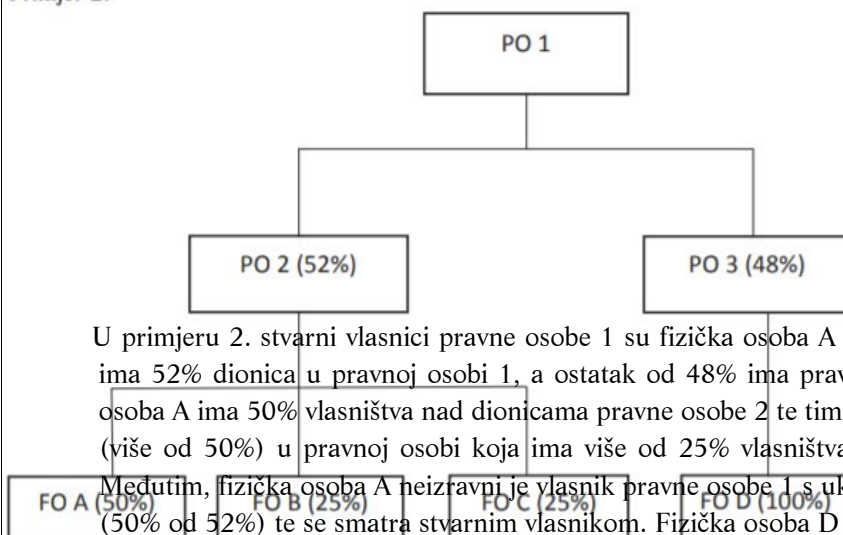 PO 1
PO 2 (52%)
PO 3 (48%)
U primjeru 2. stvarni vlasnici pravne osobe 1 su fizička osoba A
ima 52% dionica u pravnoj osobi 1, a ostatak od 48% ima
osoba A ima 50% vlasništva nad dionicama pravne osobe 2 te
(više od 50%) u pravnoj osobi koja ima više od 25% vlasništva
Međutim, fizička osoba A neizravni je vlasnik pravne osobe 1 s
FO A (50%)
FO B (25%)
FO C (25%)
FO D (100%)
(50% od 52%) te se smatra stvarnim vlasnikom. Fizička osoba D